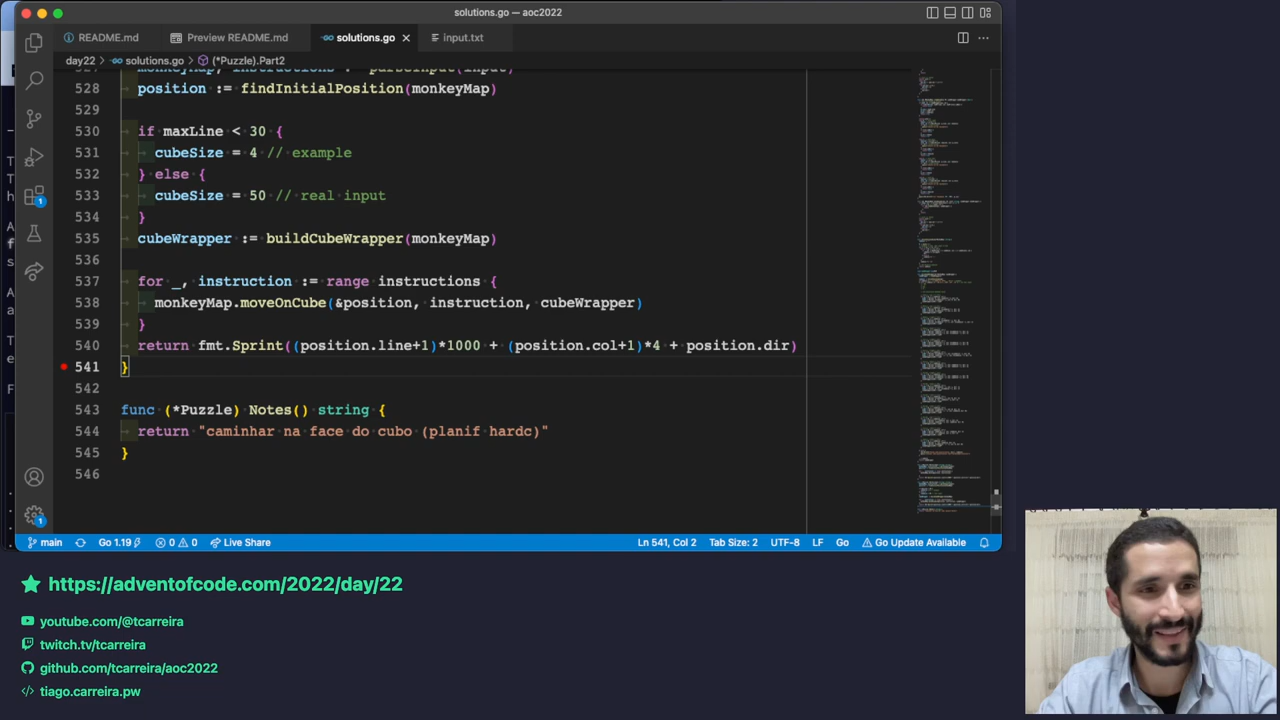 solutions.go — aoc2022
README.md
Preview README.md
solutions.go
input.txt
day22 > solutions.go > (*Puzzle).Part2
528 position := findInitialPosition(monkeyMap)
529
530 if maxLine < 30 {
531 cubeSize = 4 // example
532 } else {
533 cubeSize = 50 // real input
534 }
535 cubeWrapper := buildCubeWrapper(monkeyMap)
536
537 for _, instruction := range instructions {
538 monkeyMap.moveOnCube(&position, instruction, cubeWrapper)
539 }
540 return fmt.Sprint((position.line+1)*1000 + (position.col+1)*4 + position.dir)
541 }
542
543 func (*Puzzle) Notes() string {
544 return "caminhar na face do cubo (planif hardc)"
545 }
546
1
1
main
Go 1.19
0
0
Live Share
Ln 541, Col 2
Tab Size: 2
UTF-8
LF
Go
Go Update Available
https://adventofcode.com/2022/day/22
youtube.com/@tcarreira
twitch.tv/tcarreira
github.com/tcarreira/aoc2022
tiago.carreira.pw